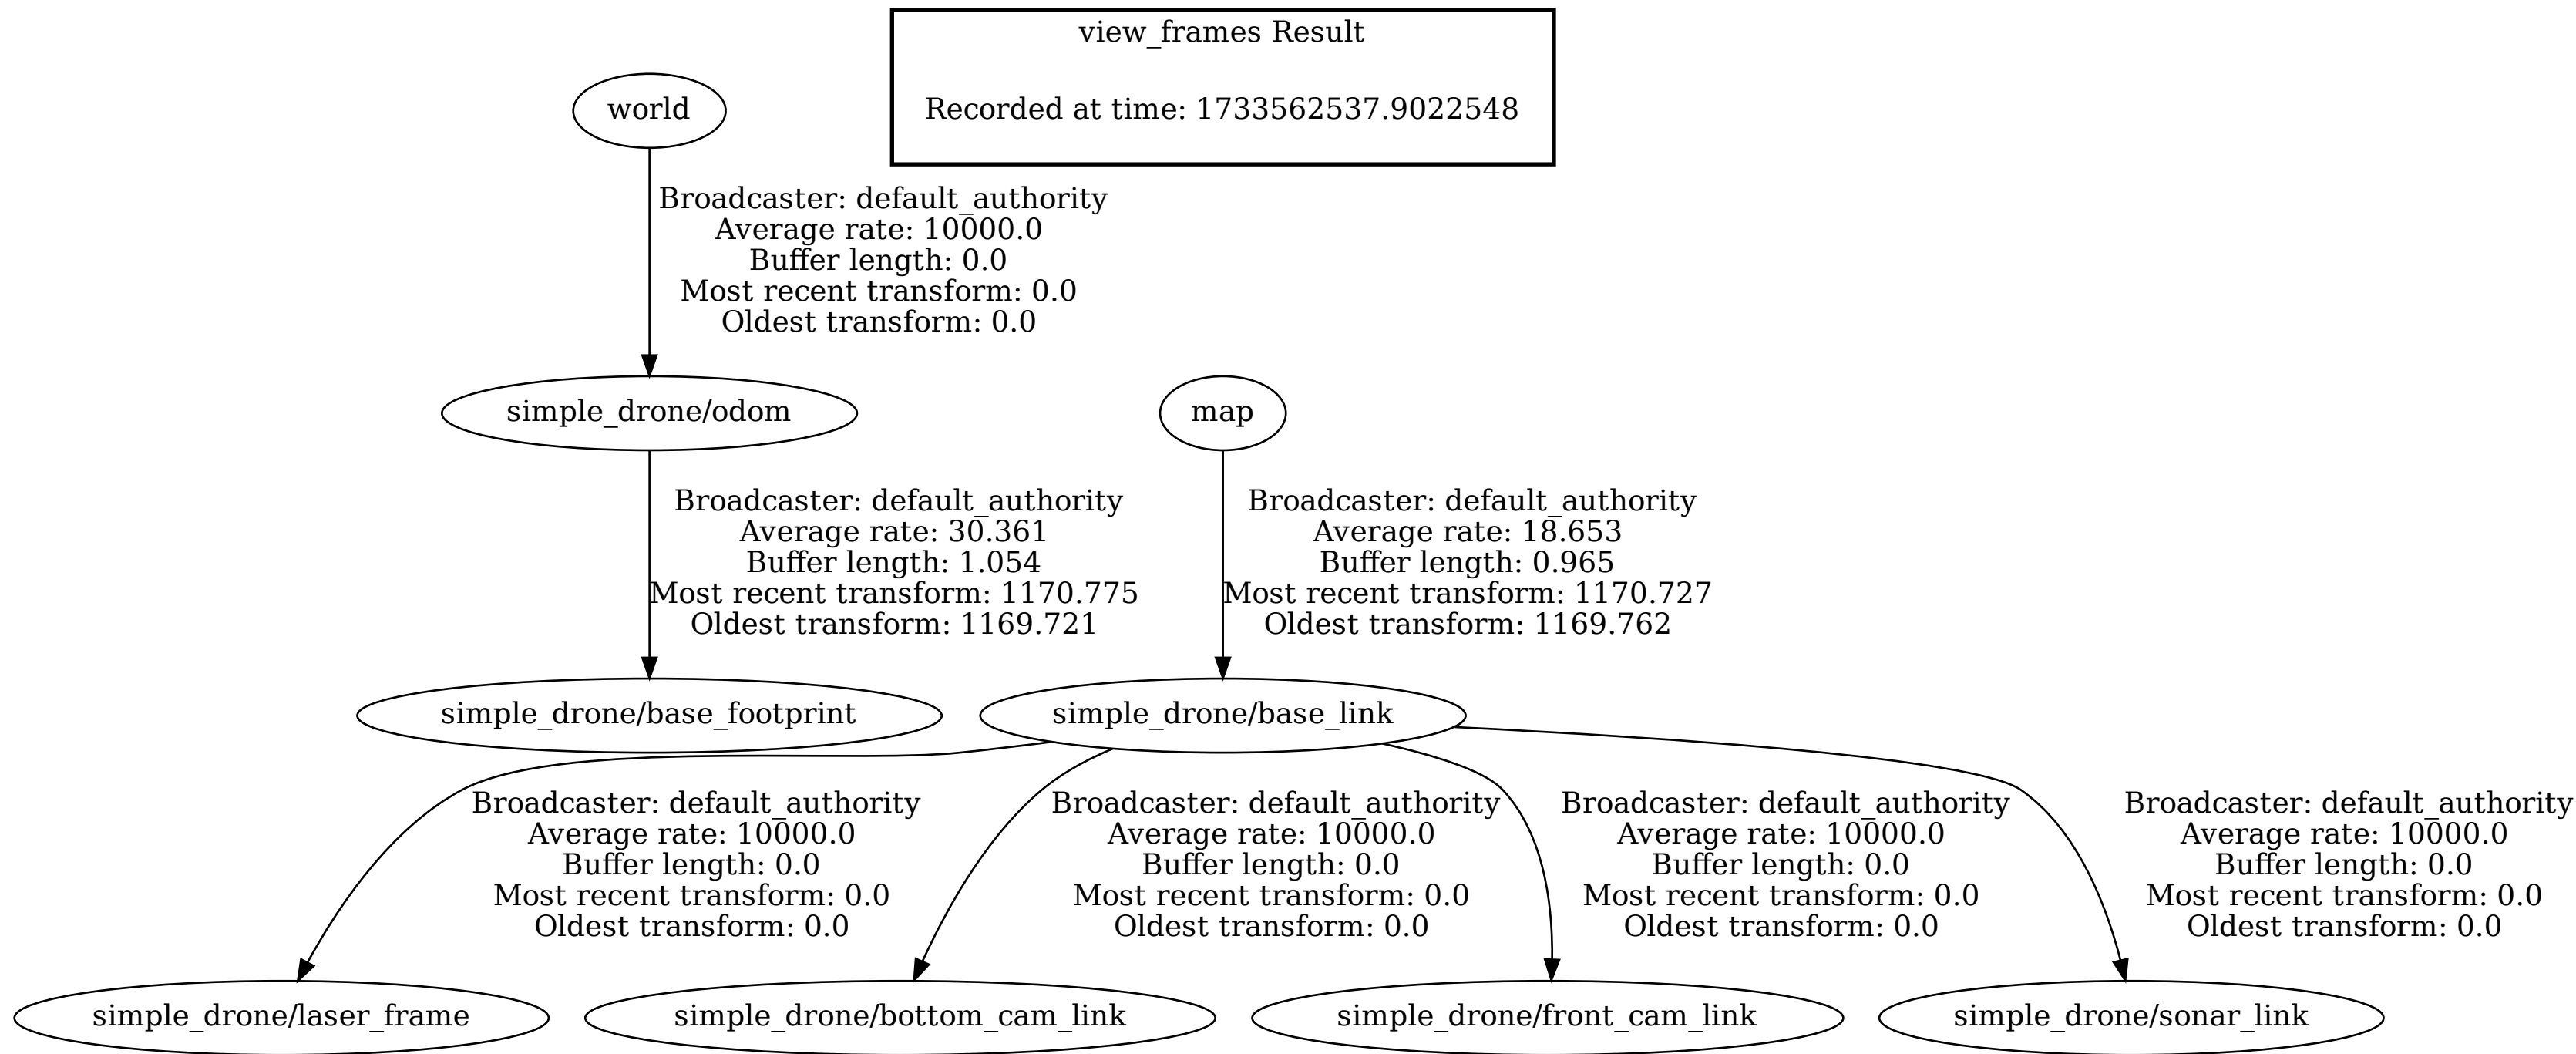 view_frames Result
Recorded at time: 1733562537.9022548
world
Broadcaster: default_authority
Average rate: 10000.0
Buffer length: 0.0
Most recent transform: 0.0
Oldest transform: 0.0
simple_drone/odom
map
Broadcaster: default_authority
Average rate: 30.361
Buffer length: 1.054
Most recent transform: 1170.775
Oldest transform: 1169.721
Broadcaster: default_authority
Average rate: 18.653
Buffer length: 0.965
Most recent transform: 1170.727
Oldest transform: 1169.762
simple_drone/base_footprint
simple_drone/base_link
Broadcaster: default_authority
Average rate: 10000.0
Buffer length: 0.0
Most recent transform: 0.0
Oldest transform: 0.0
Broadcaster: default_authority
Average rate: 10000.0
Buffer length: 0.0
Most recent transform: 0.0
Oldest transform: 0.0
Broadcaster: default_authority
Average rate: 10000.0
Buffer length: 0.0
Most recent transform: 0.0
Oldest transform: 0.0
Broadcaster: default_authority
Average rate: 10000.0
Buffer length: 0.0
Most recent transform: 0.0
Oldest transform: 0.0
simple_drone/laser_frame
simple_drone/bottom_cam_link
simple_drone/front_cam_link
simple_drone/sonar_link